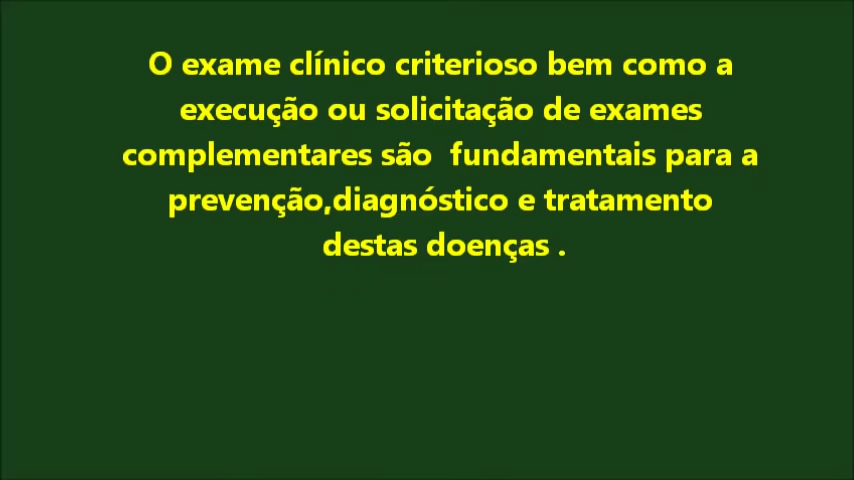 O exame clínico criterioso bem como a
execução ou solicitação de exames
complementares são  fundamentais para a
prevenção,diagnóstico e tratamento
destas doenças .